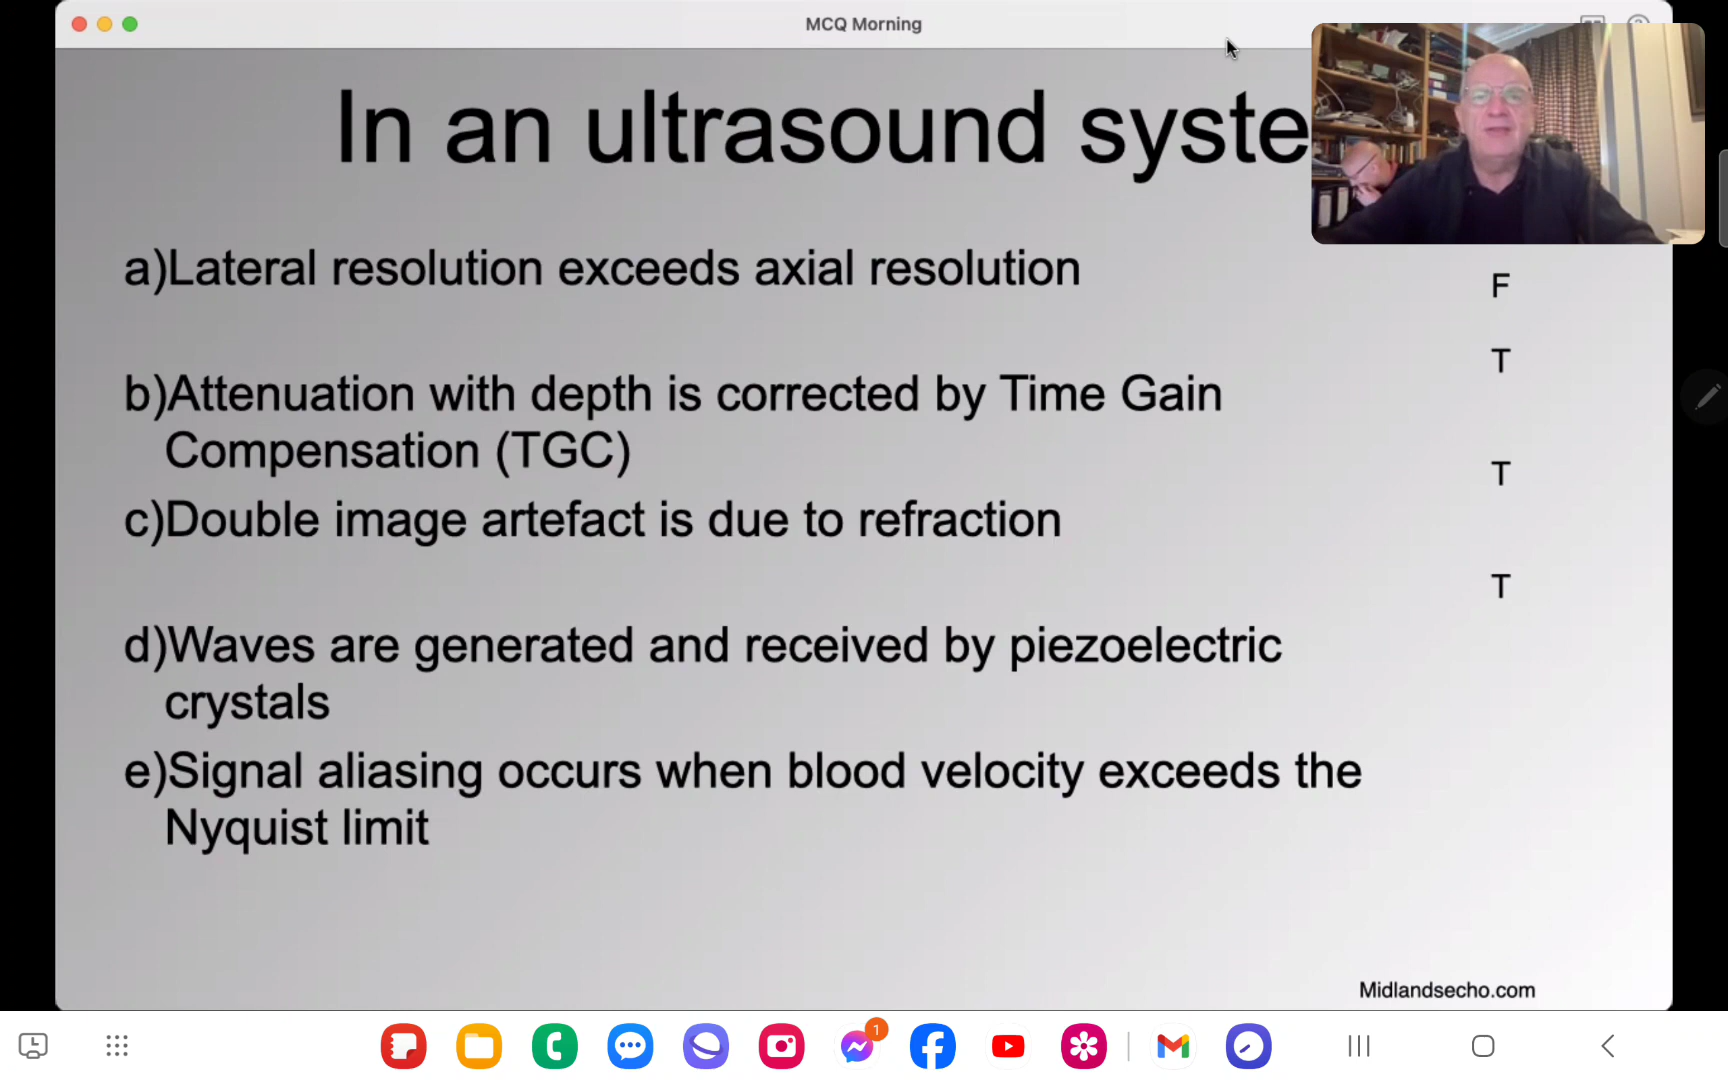 MCQ Morning
In an ultrasound syste
a)Lateral resolution exceeds axial resolution
F
b)Attenuation with depth is corrected by Time Gain
Compensation (TGC)
T
c)Double image artefact is due to refraction
T
d)Waves are generated and received by piezoelectric
crystals
T
e)Signal aliasing occurs when blood velocity exceeds the
Nyquist limit
Midlandsecho.com
1